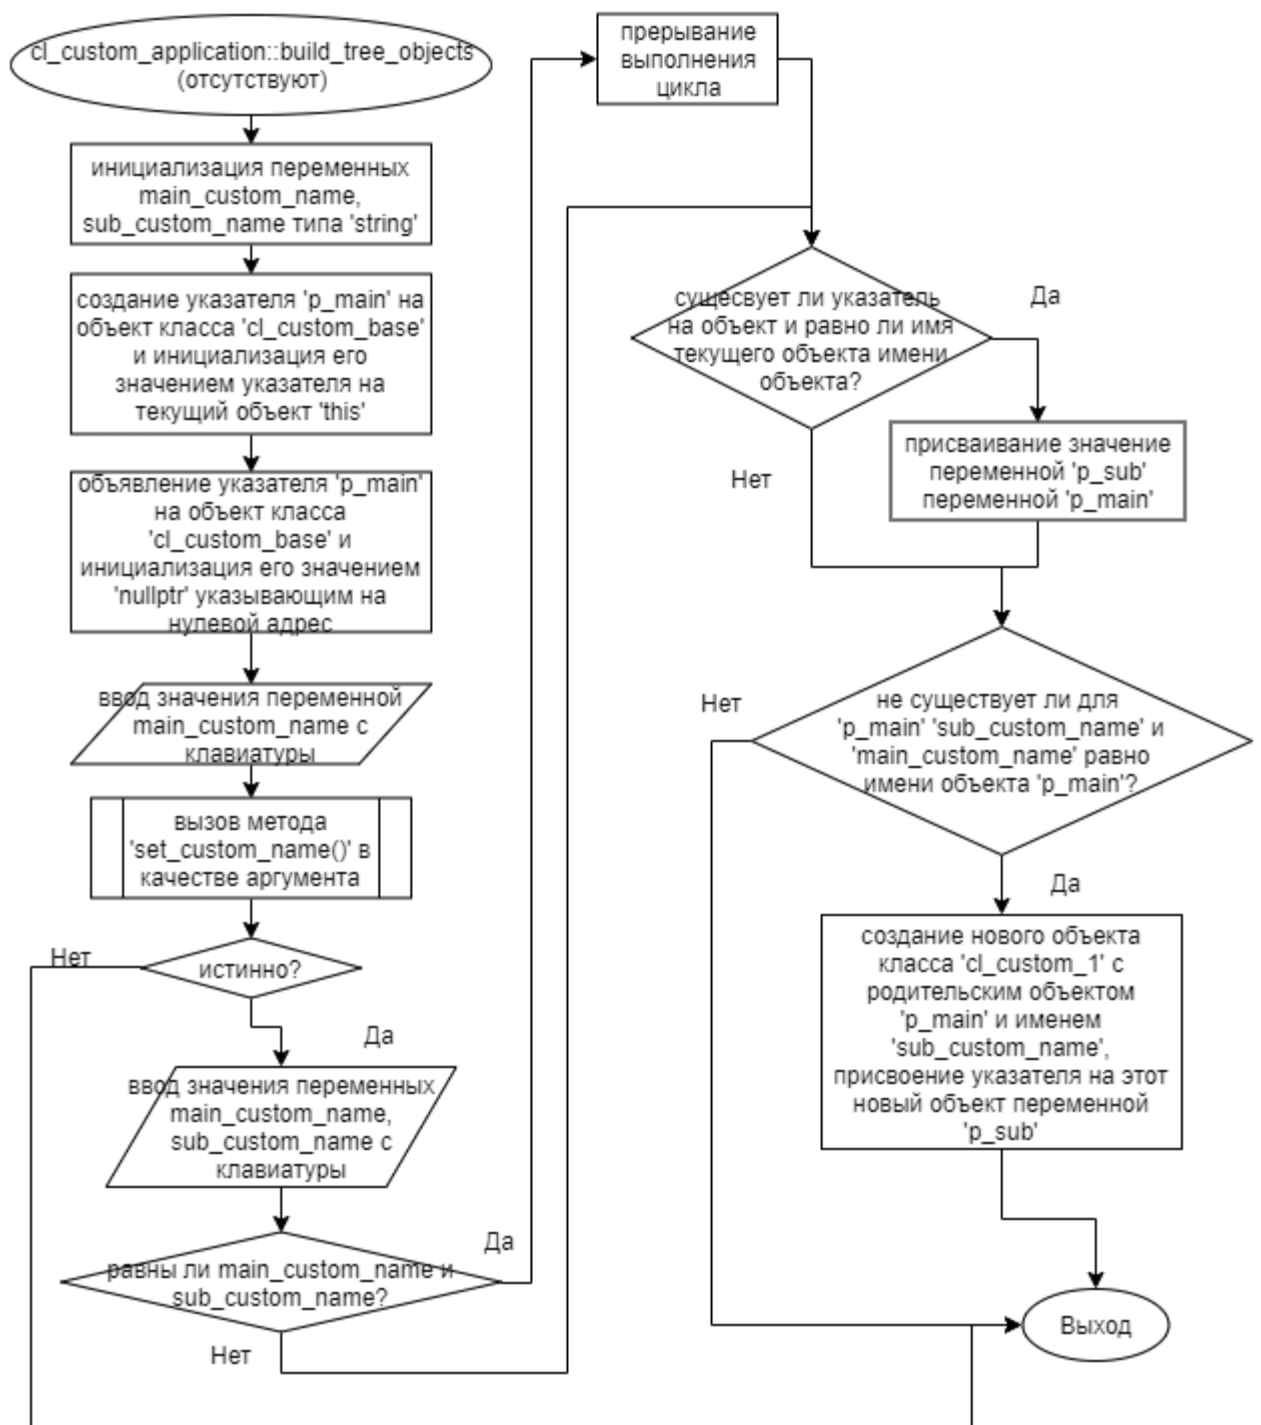 cl_custom_application::build_tree_objects
(отсутствуют)
инициализация переменных
main_custom_name,
sub_custom_name типа 'string'
создание указателя 'p_main' на
объект класса 'cl_custom_base'
и инициализация его
значением указателя на
текущий объект 'this'
объявление указателя 'p_main'
на объект класса
'cl_custom_base' и
инициализация его значением
'nullptr' указывающим на
нулевой адрес
ввод значения переменной
main_custom_name с
клавиатуры
вызов метода
'set_custom_name()' в
качестве аргумента
Нет
истинно?
Да
ввод значения переменных
main_custom_name,
sub_custom_name с
клавиатуры
Да
равны ли main_custom_name и
sub_custom_name?
Нет
прерывание
выполнения
цикла
сущесвует ли указатель
на объект и равно ли имя
текущего объекта имени
объекта?
Да
присваивание значение
переменной 'p_sub'
переменной 'p_main'
Нет
Нет
не существует ли для
'p_main' 'sub_custom_name' и
'main_custom_name' равно
имени объекта 'p_main'?
Да
создание нового объекта
класса 'cl_custom_1' с
родительским объектом
'p_main' и именем
'sub_custom_name',
присвоение указателя на этот
новый объект переменной
'p_sub'
Выход